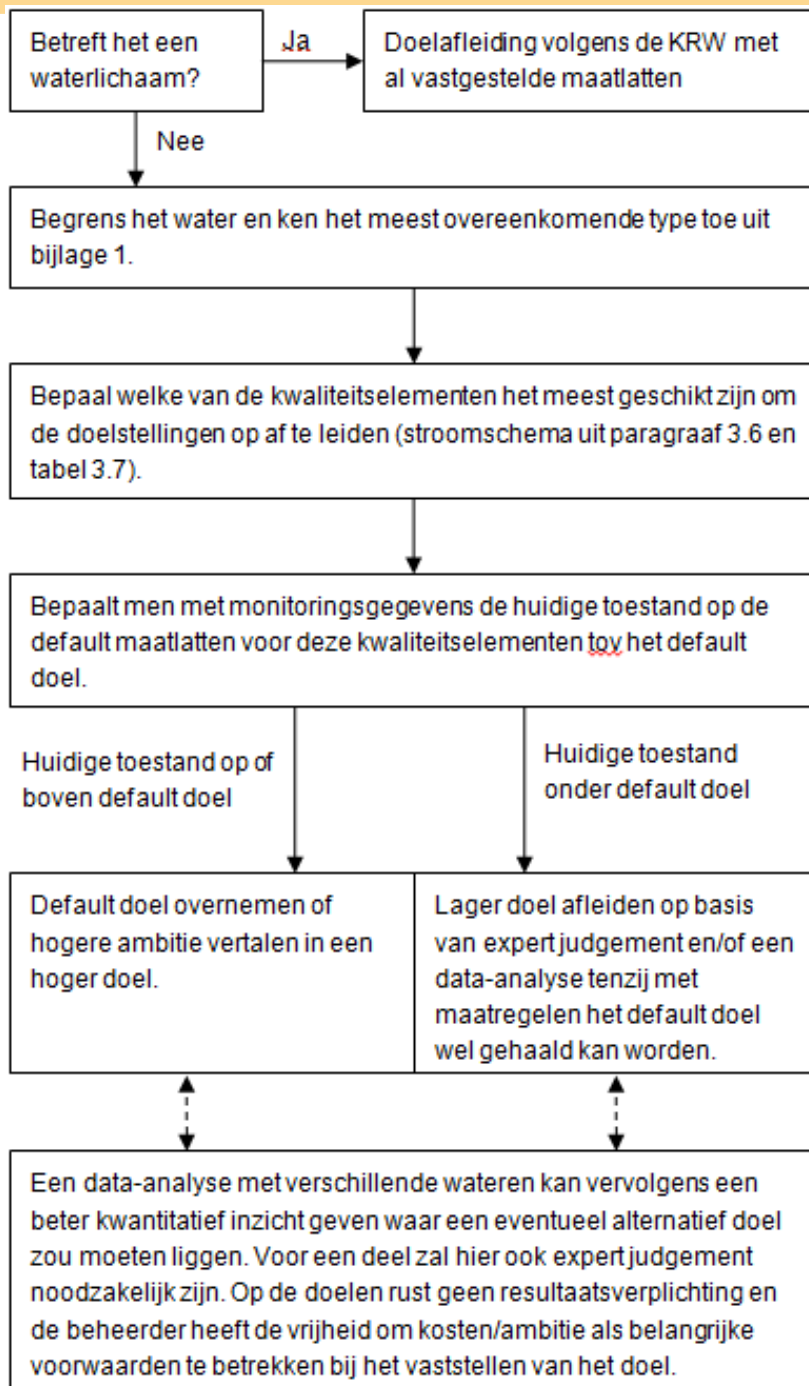 Betreft het een
waterlichaam?
Ja
Doelafleiding volgens de KRW met
al vastgestelde maatlatten
Nee
Begrens het water en ken het meest overeenkomende type toe uit
bijlage 1.
Bepaal welke van de kwaliteitselementen het meest geschikt zijn om
de doelstellingen op af te leiden (stroomschema uit paragraaf 3.6 en
tabel 3.7).
Bepaalt men met monitoringsgegevens de huidige toestand op de
default maatlatten voor deze kwaliteitselementen tov het default
doel.
Huidige toestand op of
boven default doel
Huidige toestand
onder default doel
Default doel overnemen of
hogere ambitie vertalen in een
hoger doel.
Lager doel afleiden op basis
van expert judgement en/of een
data-analyse tenzij met
maatregelen het default doel
wel gehaald kan worden.
Een data-analyse met verschillende wateren kan vervolgens een
beter kwantitatief inzicht geven waar een eventueel alternatief doel
zou moeten liggen. Voor een deel zal hier ook expert judgement
noodzakelijk zijn. Op de doelen rust geen resultaatsverplichting en
de beheerder heeft de vrijheid om kosten/ambitie als belangrijke
voorwaarden te betrekken bij het vaststellen van het doel.